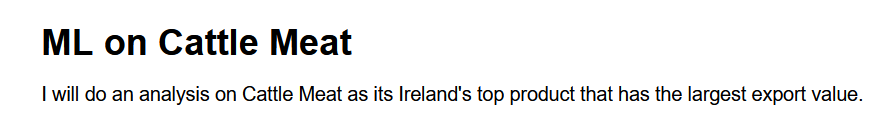 ML on Cattle Meat
I will do an analysis on Cattle Meat as its Ireland's top product that has the largest export value.